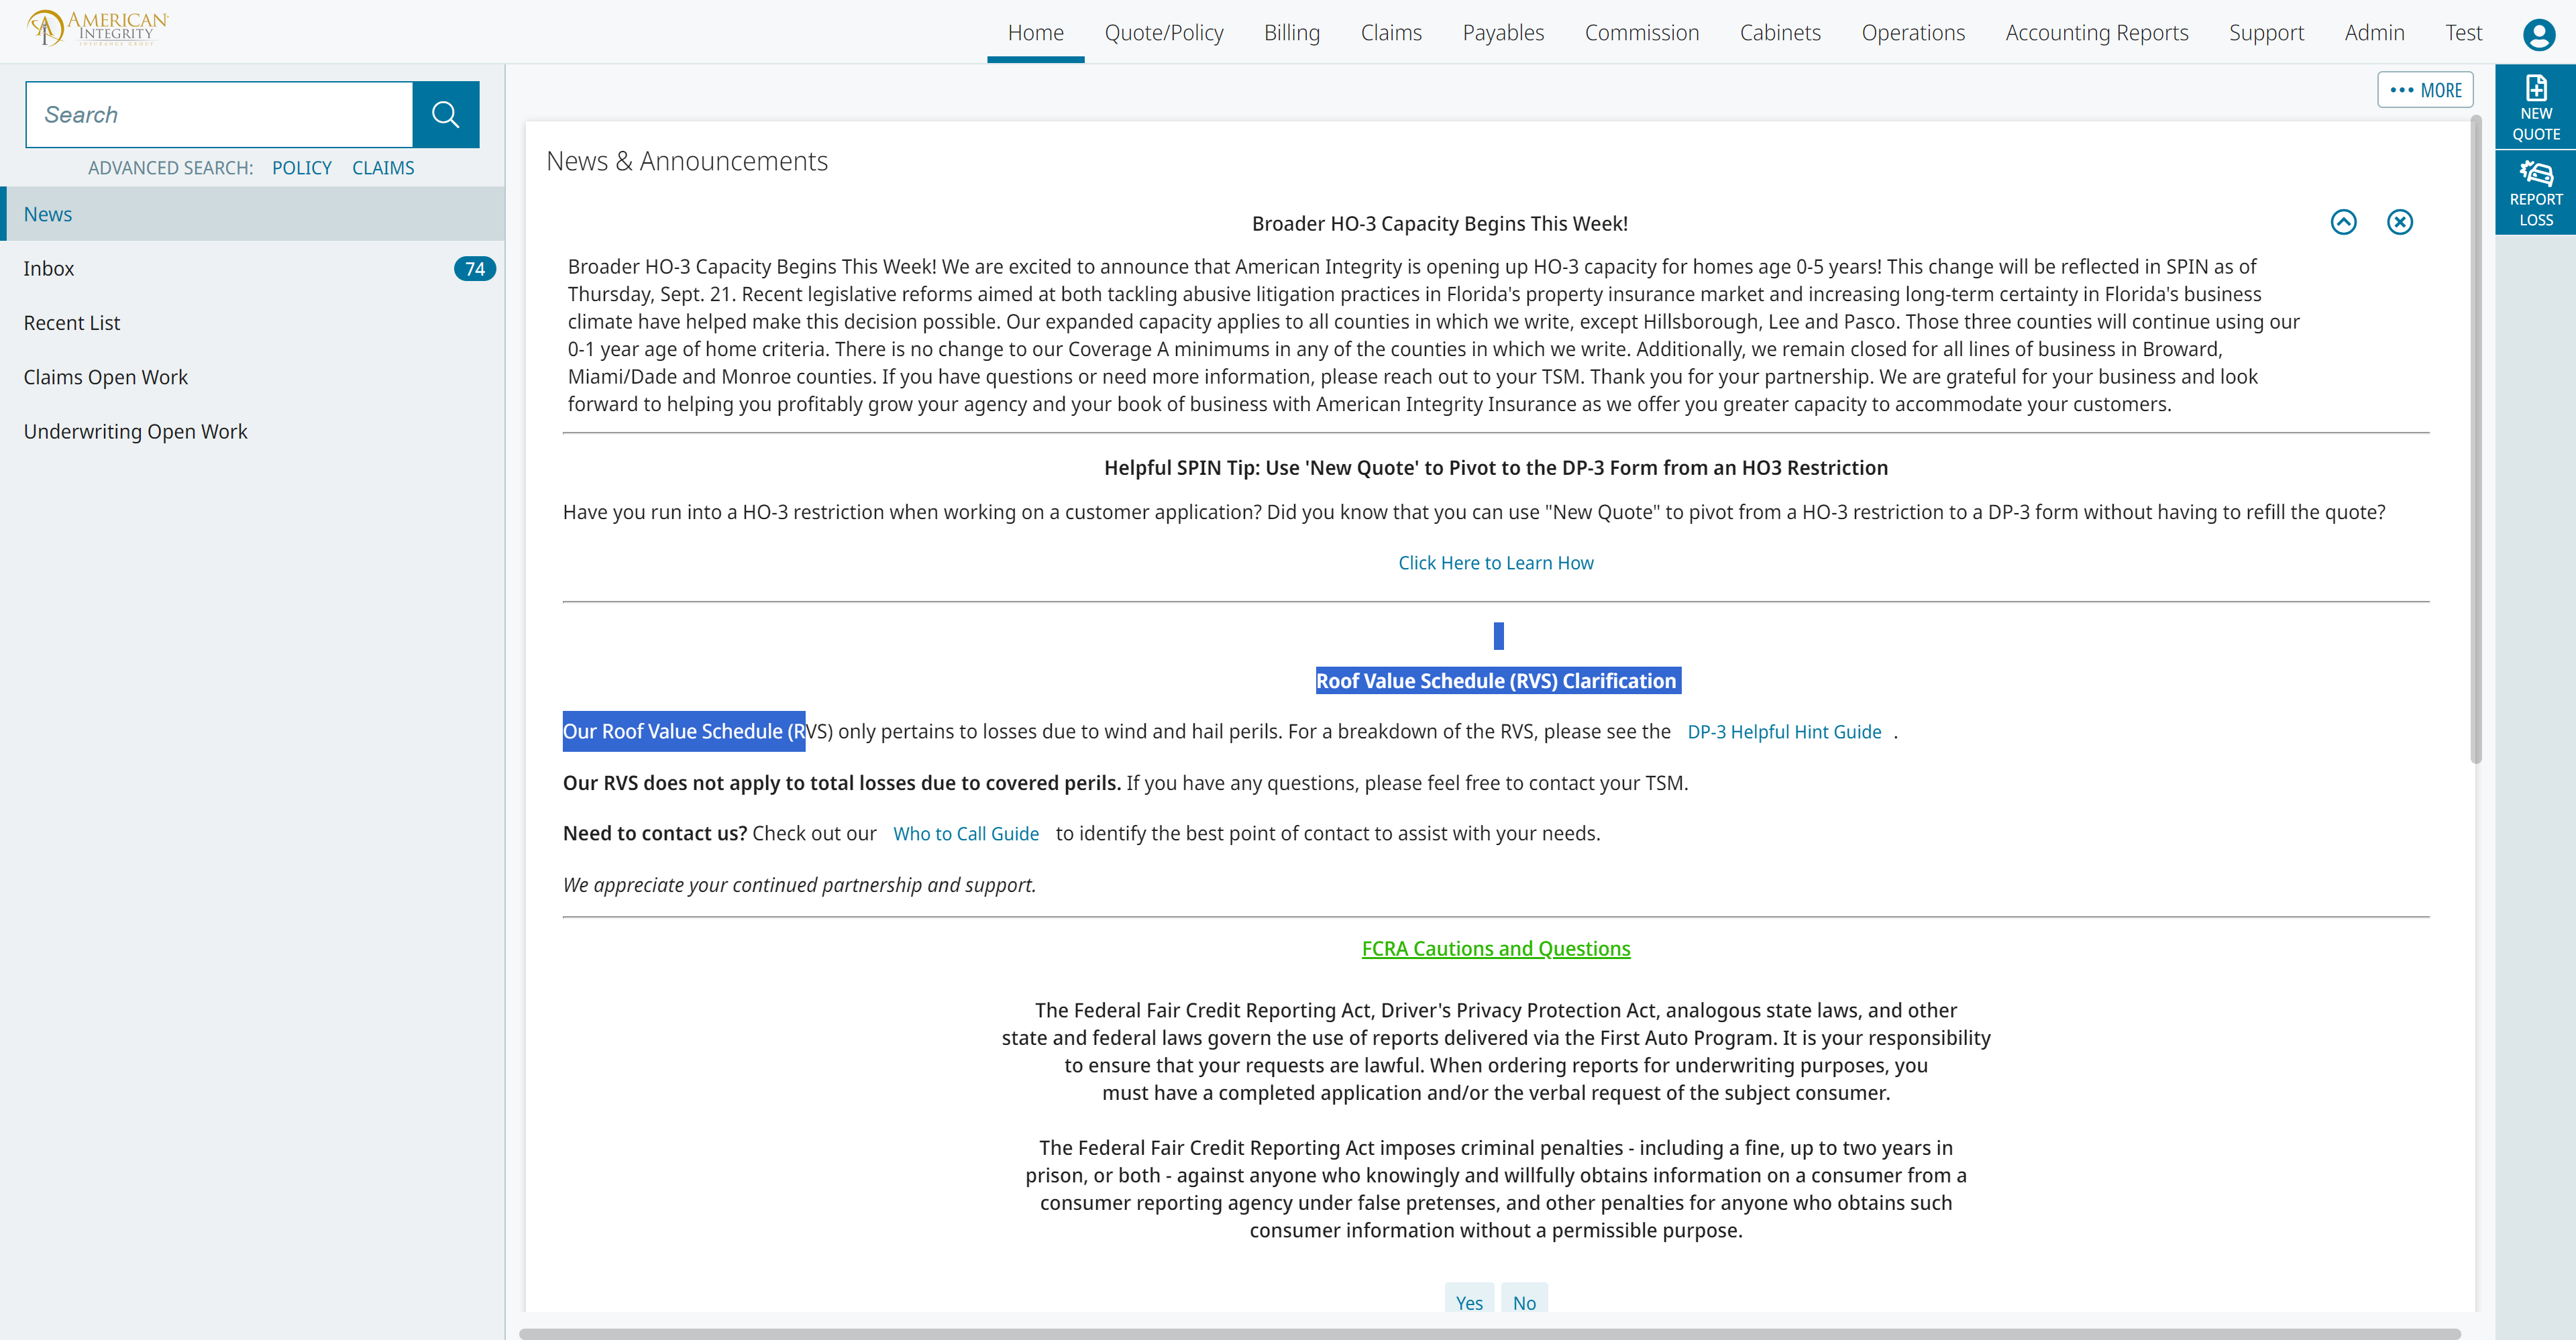 AMERICAN
INTEGRITY
INSURANCE GROUP
Home
Quote/Policy
Billing
Claims
Payables
Commission
Cabinets
Operations
Accounting Reports
Support
Admin
Test
Search
ADVANCED SEARCH: POLICY CLAIMS
News
Inbox
74
Recent List
Claims Open Work
Underwriting Open Work
••• MORE
NEW
QUOTE
REPORT
LOSS
News & Announcements
Broader HO-3 Capacity Begins This Week!
Broader HO-3 Capacity Begins This Week! We are excited to announce that American Integrity is opening up HO-3 capacity for homes age 0-5 years! This change will be reflected in SPIN as of
Thursday, Sept. 21. Recent legislative reforms aimed at both tackling abusive litigation practices in Florida's property insurance market and increasing long-term certainty in Florida's business
climate have helped make this decision possible. Our expanded capacity applies to all counties in which we write, except Hillsborough, Lee and Pasco. Those three counties will continue using our
0-1 year age of home criteria. There is no change to our Coverage A minimums in any of the counties in which we write. Additionally, we remain closed for all lines of business in Broward,
Miami/Dade and Monroe counties. If you have questions or need more information, please reach out to your TSM. Thank you for your partnership. We are grateful for your business and look
forward to helping you profitably grow your agency and your book of business with American Integrity Insurance as we offer you greater capacity to accommodate your customers.
Helpful SPIN Tip: Use 'New Quote' to Pivot to the DP-3 Form from an HO3 Restriction
Have you run into a HO-3 restriction when working on a customer application? Did you know that you can use "New Quote" to pivot from a HO-3 restriction to a DP-3 form without having to refill the quote?
Click Here to Learn How
Roof Value Schedule (RVS) Clarification
Our Roof Value Schedule (RVS) only pertains to losses due to wind and hail perils. For a breakdown of the RVS, please see the DP-3 Helpful Hint Guide .
Our RVS does not apply to total losses due to covered perils. If you have any questions, please feel free to contact your TSM.
Need to contact us? Check out our Who to Call Guide to identify the best point of contact to assist with your needs.
We appreciate your continued partnership and support.
FCRA Cautions and Questions
The Federal Fair Credit Reporting Act, Driver's Privacy Protection Act, analogous state laws, and other
state and federal laws govern the use of reports delivered via the First Auto Program. It is your responsibility
to ensure that your requests are lawful. When ordering reports for underwriting purposes, you
must have a completed application and/or the verbal request of the subject consumer.
The Federal Fair Credit Reporting Act imposes criminal penalties - including a fine, up to two years in
prison, or both - against anyone who knowingly and willfully obtains information on a consumer from a
consumer reporting agency under false pretenses, and other penalties for anyone who obtains such
consumer information without a permissible purpose.
Yes No